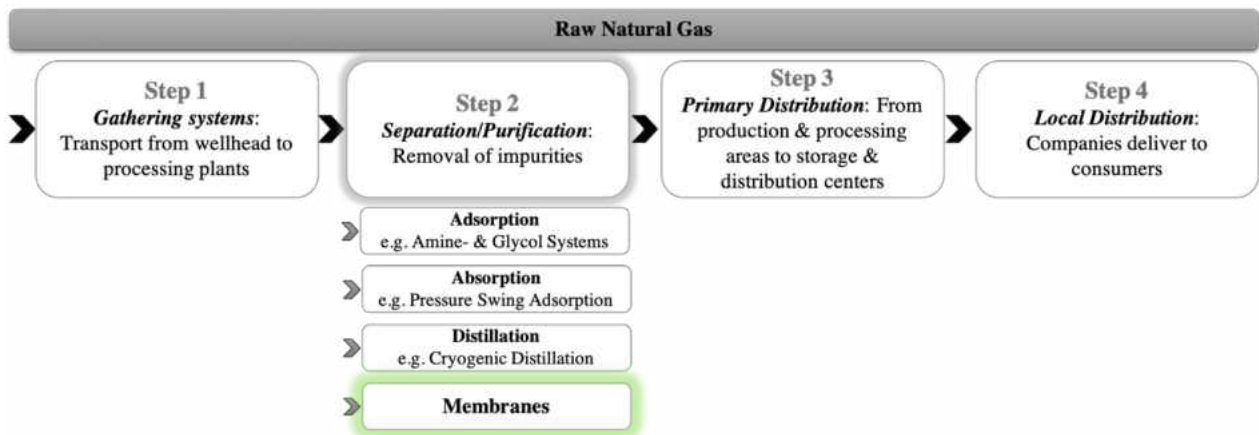 Raw Natural Gas
Step 1
Gathering systems:
Transport from wellhead to
processing plants
Step 2
Separation/Purification:
Removal of impurities
Step 3
Primary Distribution: From
production & processing
areas to storage &
distribution centers
Step 4
Local Distribution:
Companies deliver to
consumers
Adsorption
e.g. Amine- & Glycol Systems
Absorption
e.g. Pressure Swing Adsorption
Distillation
e.g. Cryogenic Distillation
Membranes